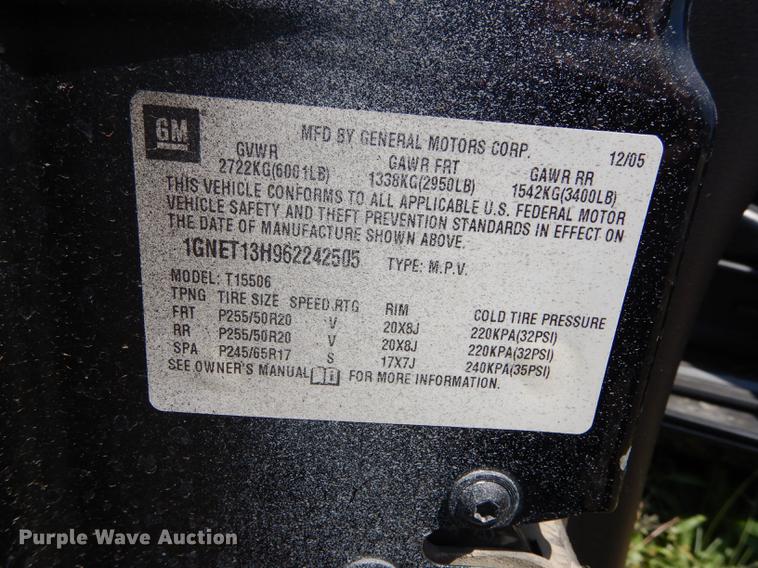 GM
MFD BY GENERAL MOTORS CORP. 12/05
GVWR GAWR FRT GAWR RR
2722KG(6001LB) 1338KG(2950LB) 1542KG(3400LB)
THIS VEHICLE CONFORMS TO ALL APPLICABLE U.S. FEDERAL MOTOR
VEHICLE SAFETY AND THEFT PREVENTION STANDARDS IN EFFECT ON
THE DATE OF MANUFACTURE SHOWN ABOVE.
1GNET13H962242505 TYPE: M.P.V.
MODEL: T15506
TPNG TIRE SIZE SPEED RTG RIM COLD TIRE PRESSURE
FRT P255/50R20 V 20X8J 220KPA(32PSI)
RR P255/50R20 V 20X8J 220KPA(32PSI)
SPA P245/65R17 S 17X7J 240KPA(35PSI)
SEE OWNER'S MANUAL FOR MORE INFORMATION.
Purple Wave Auction